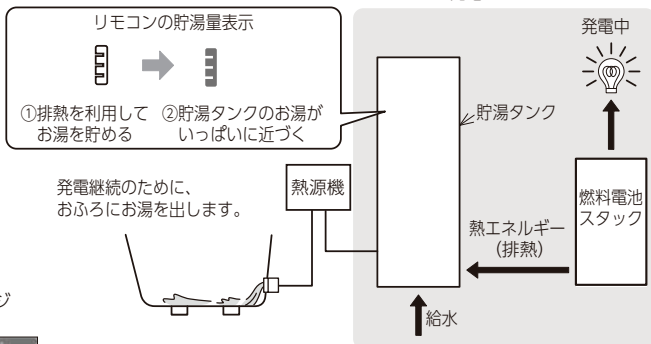 リモコンの貯湯量表示
①排熱を利用して
お湯を貯める
②貯湯タンクのお湯が
いっぱいに近づく
発電継続のために、
おふろにお湯を出します。
熱源機
貯湯タンク
発電中
燃料電池
スタック
熱エネルギー
(排熱)
給水
ジ